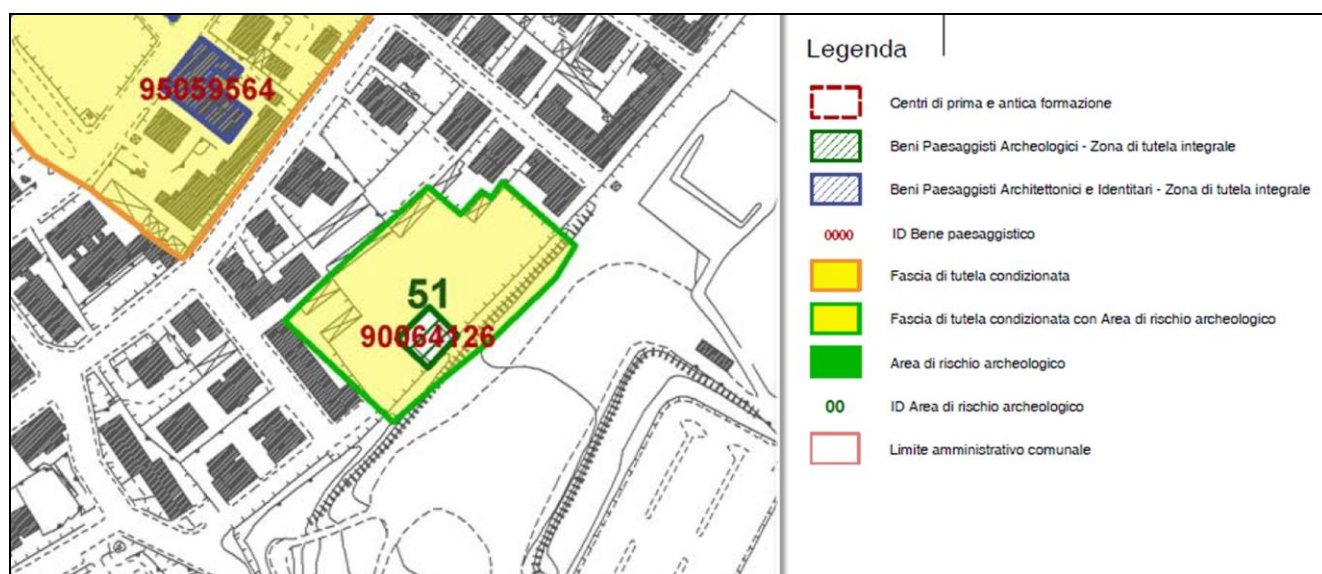 95059564
51
90064126
Legenda
Centri di prima e antica formazione
Beni Paesaggisti Archeologici - Zona di tutela integrale
Beni Paesaggisti Architettonici e Identitari - Zona di tutela integrale
0000 ID Bene paesaggistico
Fascia di tutela condizionata
Fascia di tutela condizionata con Area di rischio archeologico
Area di rischio archeologico
00 ID Area di rischio archeologico
Limite amministrativo comunale